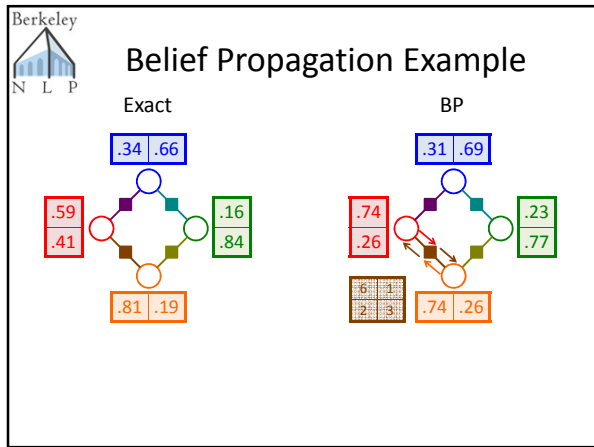 Berkeley
N L P
Belief Propagation Example
Exact
BP
.34 .66
.59
.41
.16
.84
.81 .19
.31 .69
.74
.26
.23
.77
6 1
2 3
.74 .26